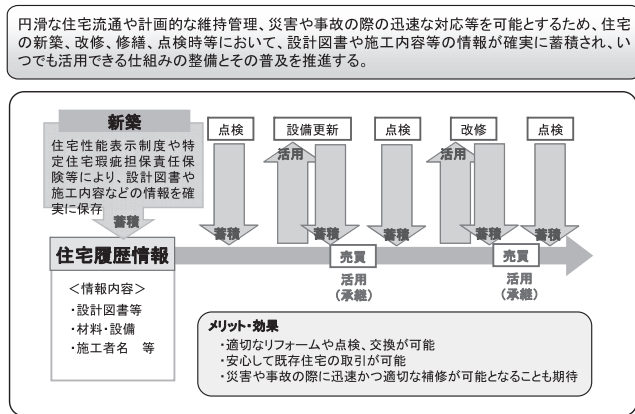 円滑な住宅流通や計画的な維持管理、災害や事故の際の迅速な対応等を可能とするため、住宅
の新築、改修、修繕、点検時等において、設計図書や施工内容等の情報が確実に蓄積され、い
つでも活用できる仕組みの整備とその普及を推進する。
新築
住宅性能表示制度や特
定住宅瑕疵担保責任保
険等により、設計図書や
施工内容などの情報を確
実に保存
点検 設備更新 点検 改修 点検
活用 活用
蓄積 蓄積 蓄積 蓄積 蓄積 蓄積
住宅履歴情報
売買 売買
活用
(承継)
活用
(承継)
<情報内容>
・設計図書等
・材料・設備
・施工者名 等
メリット・効果
・適切なリフォームや点検、交換が可能
・安心して既存住宅の取引が可能
・災害や事故の際に迅速かつ適切な補修が可能となることも期待